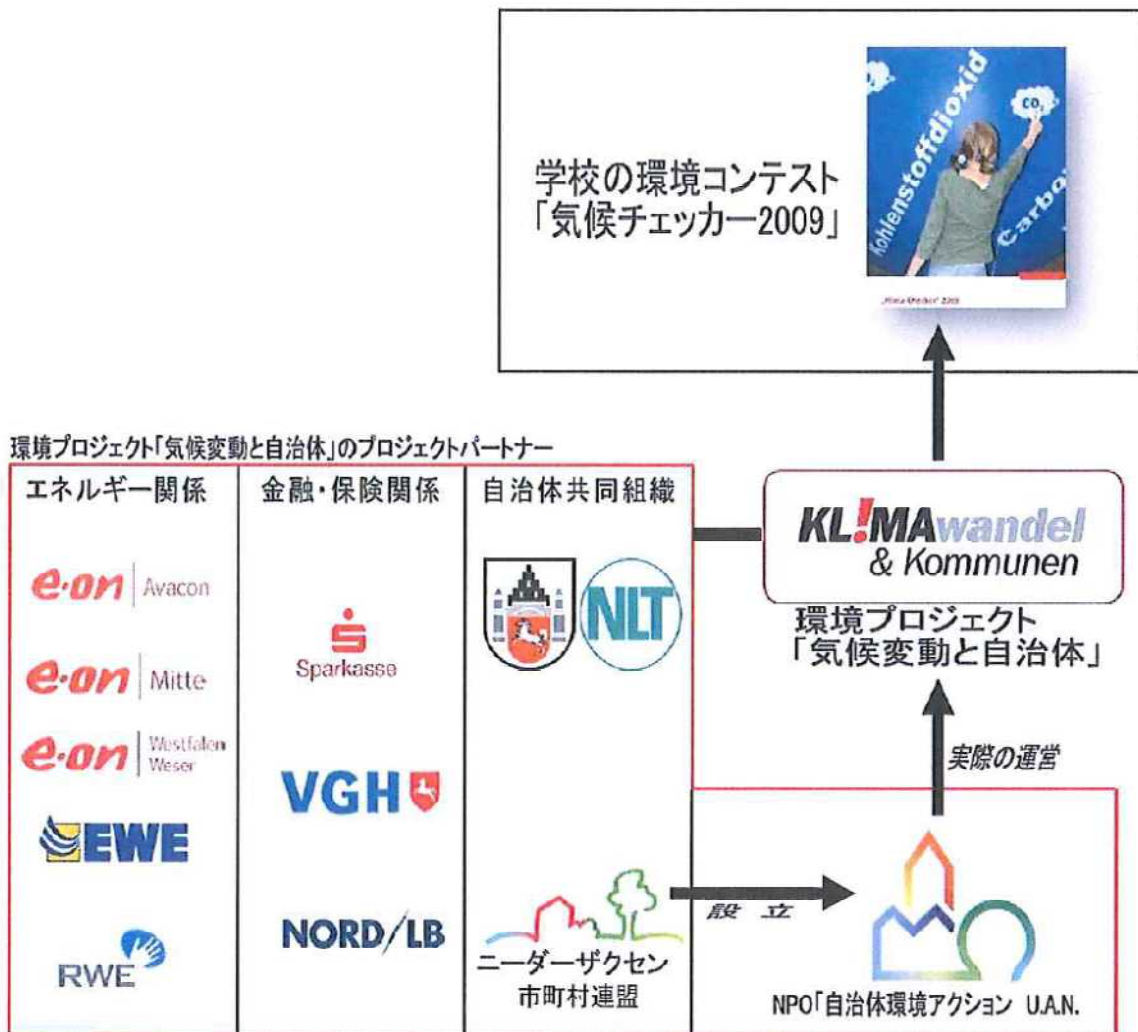 学校の環境コンテスト
「気候チェッカー2009」
Kohlenstoffdioxid
CO₂
Carbo
環境プロジェクト「気候変動と自治体」のプロジェクトパートナー
エネルギー関係
金融・保険関係
自治体共同組織
e·on Avacon
e·on Mitte
e·on Westfalen
Weser
EWE
RWE
Sparkasse
VGH
NORD/LB
NLT
ニーダーザクセン
市町村連盟
KL!MAwandel
& Kommunen
環境プロジェクト
「気候変動と自治体」
実際の運営
設 立
NPO「自治体環境アクション U.A.N.